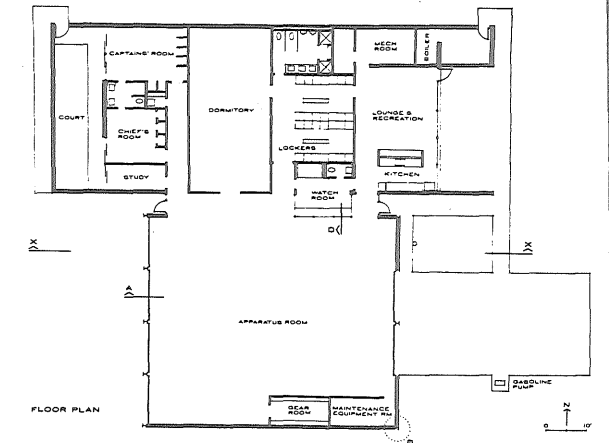 CAPTAINS' ROOM
MECH
ROOM
BOILER
COURT
DORMITORY
LOUNGE &
RECREATION
CHIEF'S
ROOM
LOCKERS
STUDY
KITCHEN
WATCH
ROOM
X
X
A
APPARATUS ROOM
GASOLINE
PUMP
FLOOR PLAN
GEAR
ROOM
MAINTENANCE
EQUIPMENT RM.
N
0 10'